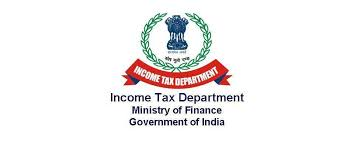 INCOME TAX DEPARTMENT
Income Tax Department
Ministry of Finance
Government of India